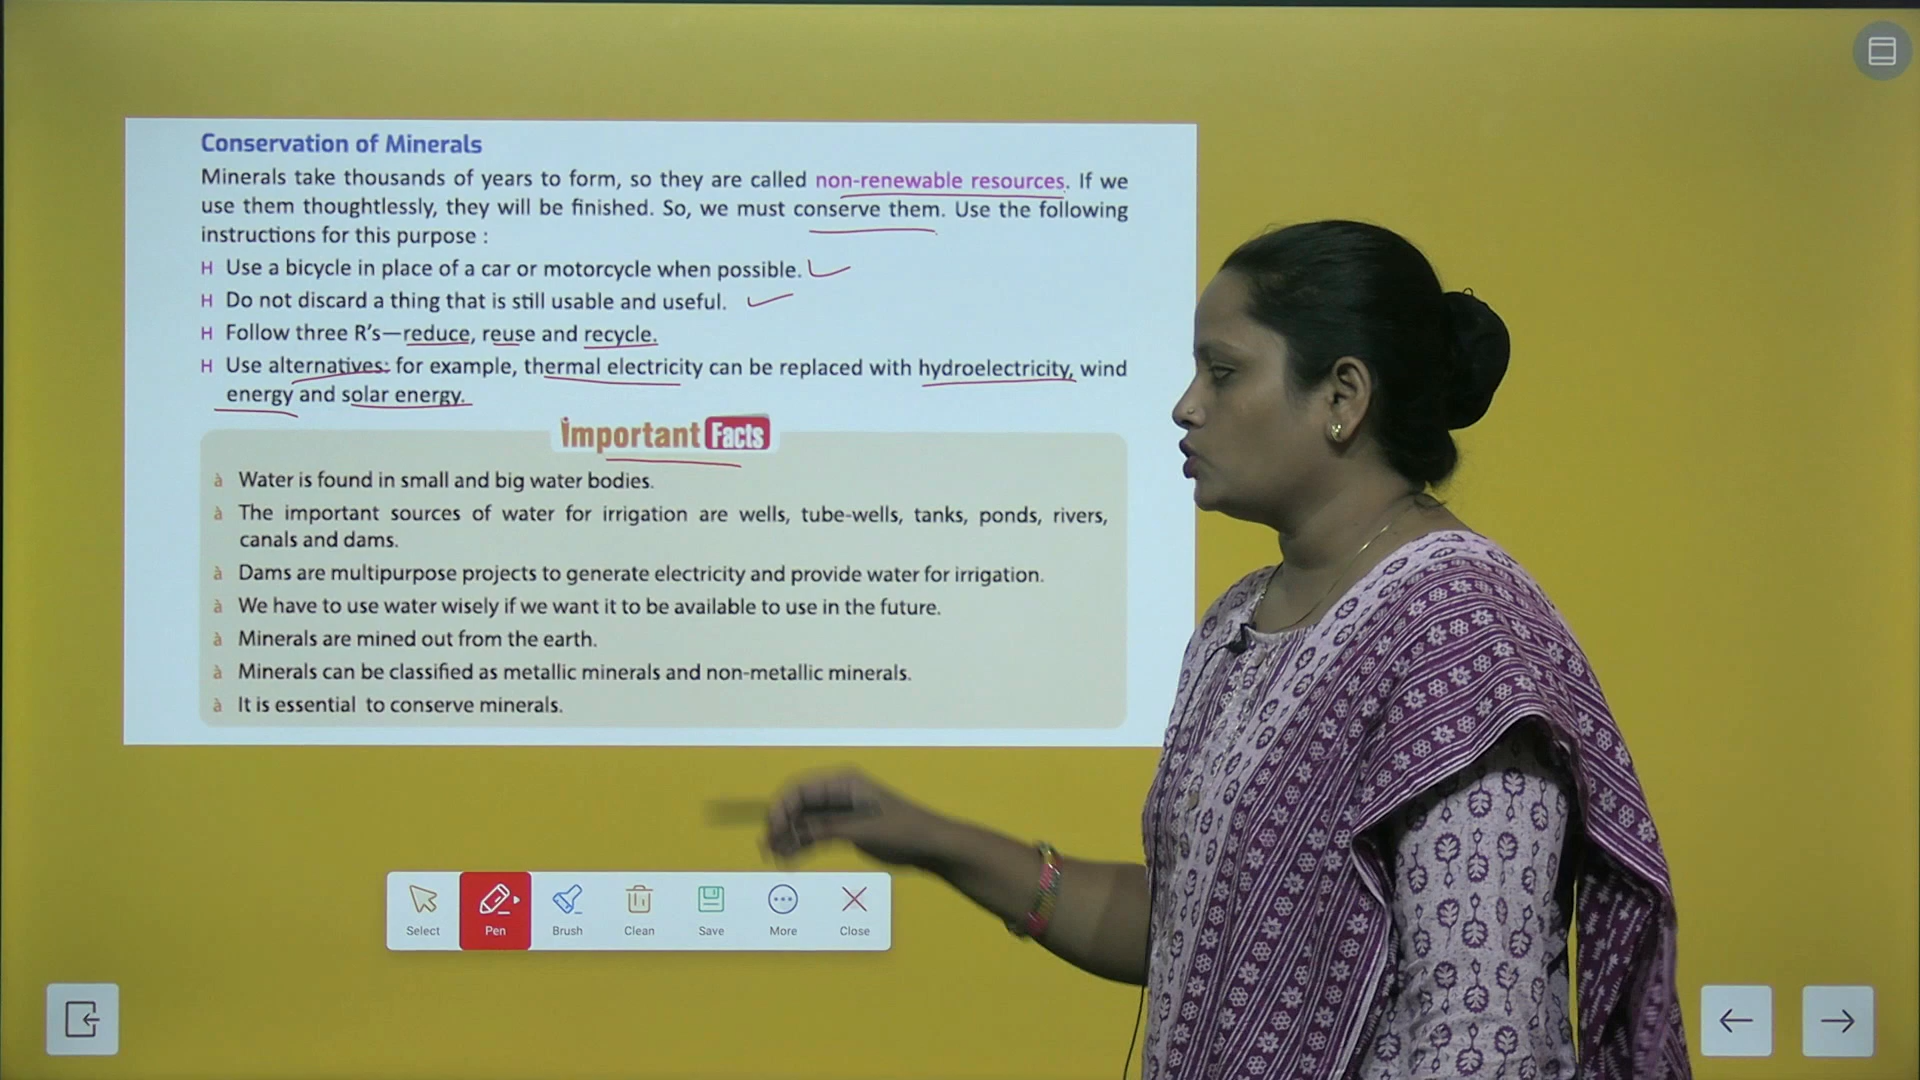 Conservation of Minerals
Minerals take thousands of years to form, so they are called non-renewable resources. If we
use them thoughtlessly, they will be finished. So, we must conserve them. Use the following
instructions for this purpose :
H Use a bicycle in place of a car or motorcycle when possible.
H Do not discard a thing that is still usable and useful.
H Follow three R's—reduce, reuse and recycle.
H Use alternatives: for example, thermal electricity can be replaced with hydroelectricity, wind
energy and solar energy.
Important Facts
à Water is found in small and big water bodies.
à The important sources of water for irrigation are wells, tube-wells, tanks, ponds, rivers,
canals and dams.
à Dams are multipurpose projects to generate electricity and provide water for irrigation.
à We have to use water wisely if we want it to be available to use in the future.
à Minerals are mined out from the earth.
à Minerals can be classified as metallic minerals and non-metallic minerals.
à It is essential to conserve minerals.
Select Pen Brush Clean Save More Close